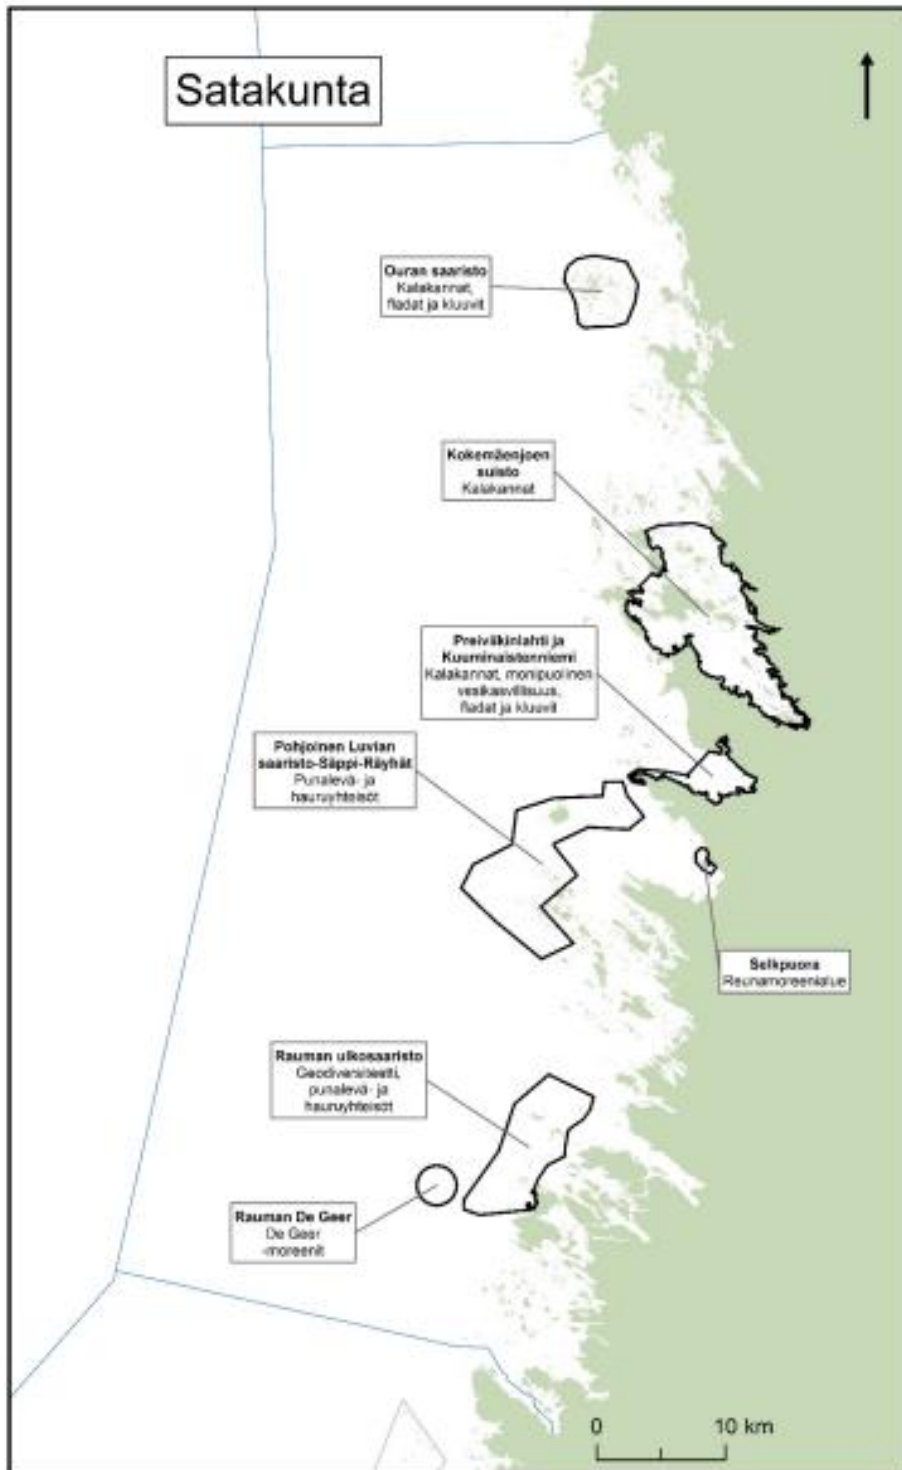 Satakunta
Ouran saaristo
Kalakannat,
fladat ja kluuvit
Kokemäenjoen
suisto
Kalakannat
Preiväkinlahti ja
Kuuminaistenniemi
Kalakannat, monipuolinen
vesikasvillisuus,
fladat ja kluuvit
Pohjoinen Luvian
saaristo-Säppi-Räyhät
Punalevä- ja
hauruyhteisöt
Selkpuora
Reunamoreenialue
Rauman ulkosaaristo
Geodiversiteetti,
punalevä- ja
hauruyhteisöt
Rauman De Geer
De Geer
-moreenit
0 10 km